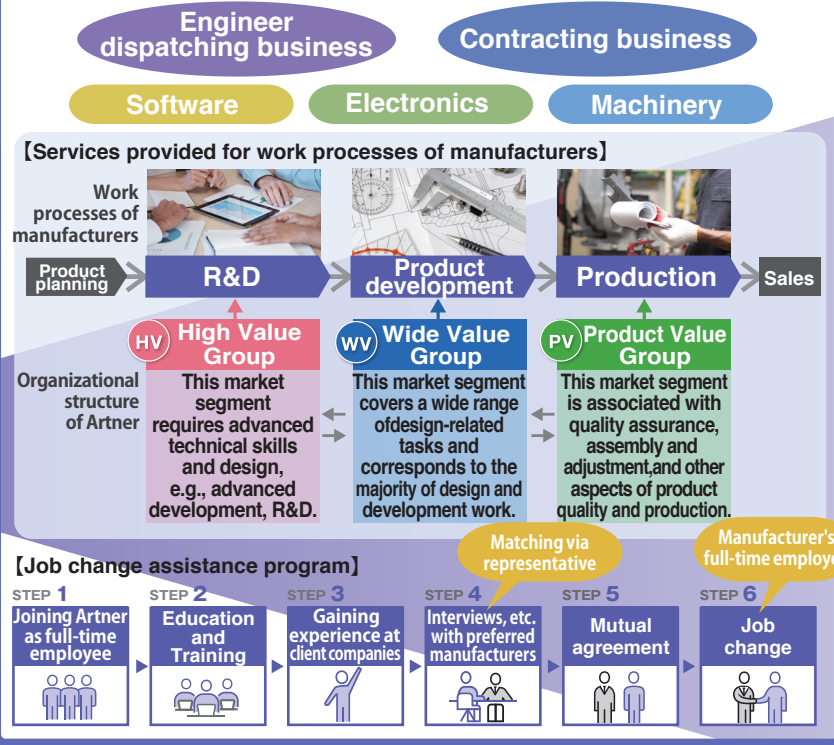 Engineer
dispatching business
Contracting business
Software
Electronics
Machinery
【Services provided for work processes of manufacturers】
Work
processes of
manufacturers
Product
planning
R&D
Product
development
Production
Sales
HV
High Value
Group
WV
Wide Value
Group
PV
Product Value
Group
Organizational
structure
of Artner
This market
segment
requires advanced
technical skills
and design,
e.g., advanced
development, R&D.
This market segment
covers a wide range
ofdesign-related
tasks and
corresponds to the
majority of design and
development work.
This market segment
is associated with
quality assurance,
assembly and
adjustment,and other
aspects of product
quality and production.
【Job change assistance program】
Matching via
representative
Manufacturer's
full-time employe
STEP 1
Joining Artner
as full-time
employee
STEP 2
Education
and
Training
STEP 3
Gaining
experience at
client companies
STEP 4
Interviews, etc.
with preferred
manufacturers
STEP 5
Mutual
agreement
STEP 6
Job
change